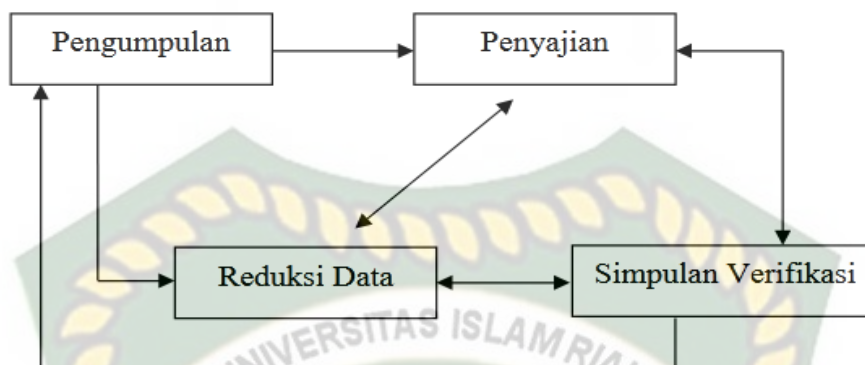 Pengumpulan
Penyajian
Reduksi Data
Simpulan Verifikasi
UNIVERSITAS ISLAM RIAU